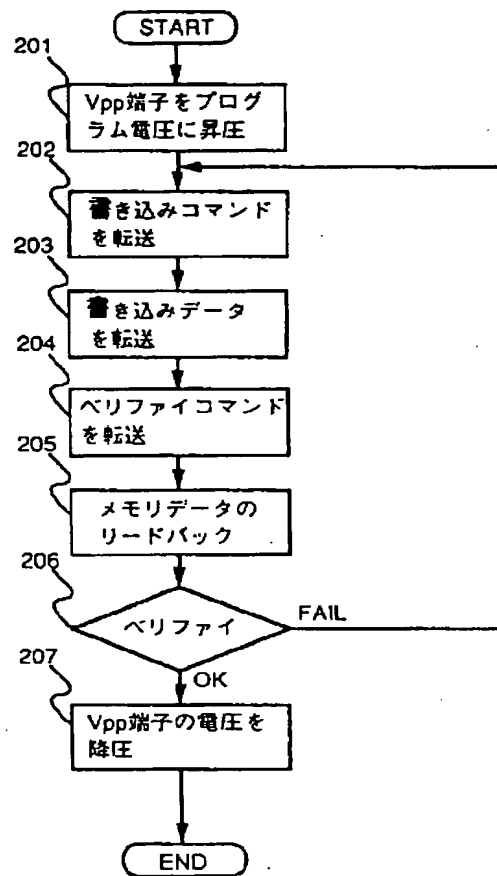 START
201
Vpp端子をプログ
ラム電圧に昇圧
202
書き込みコマンド
を転送
203
書き込みデータ
を転送
204
ベリファイコマンド
を転送
205
メモリデータの
リードバック
206
ベリファイ
FAIL
OK
207
Vpp端子の電圧を
降圧
END